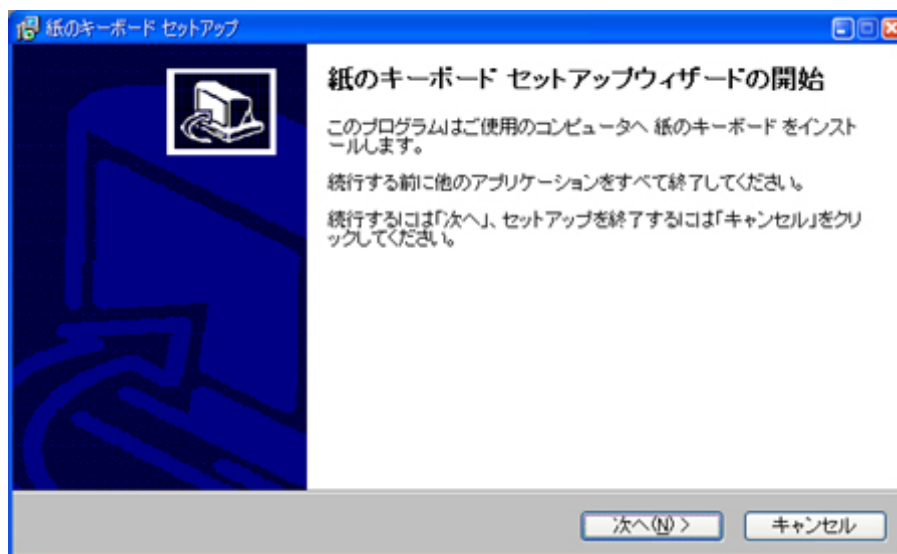 紙のキーボード セットアップ
紙のキーボード セットアップウィザードの開始
このプログラムはご使用のコンピュータへ 紙のキーボード をインスト
ールします。
続行する前に他のアプリケーションをすべて終了してください。
続行するには「次へ」、セットアップを終了するには「キャンセル」をクリ
ックしてください。
次へ(N) >
キャンセル